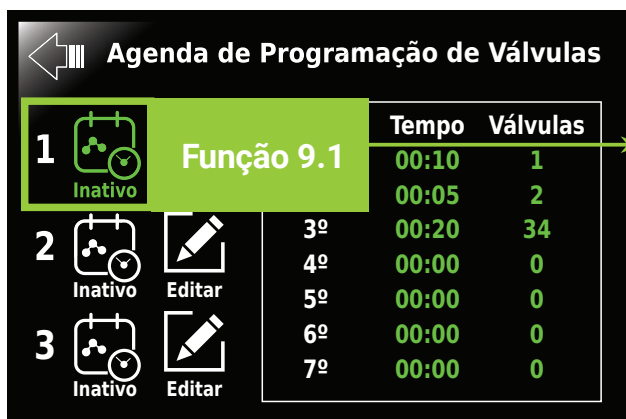 Agenda de Programação de Válvulas
1
Inativo
Função 9.1
Tempo Válvulas
00:10 1
00:05 2
2
Inativo
Editar
3º 00:20 34
4º 00:00 0
5º 00:00 0
3
Inativo
Editar
6º 00:00 0
7º 00:00 0